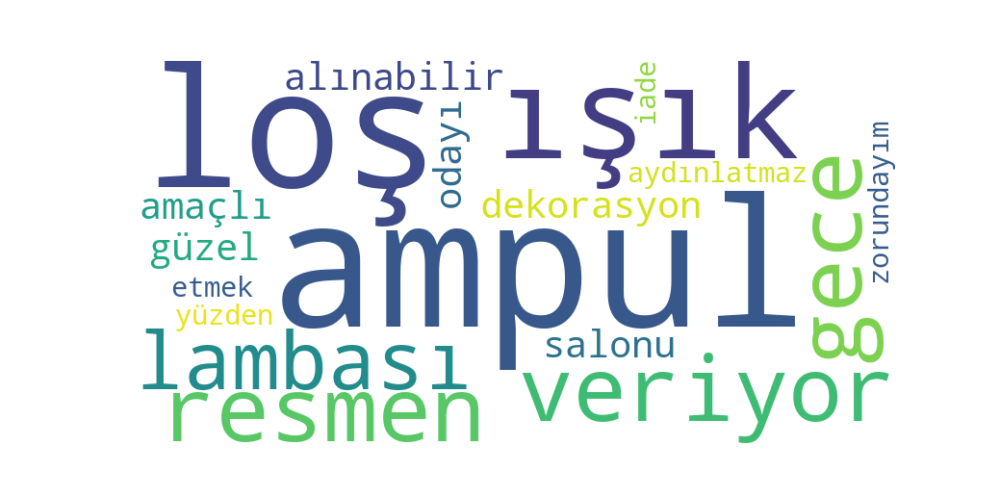 loş
alınabilir
ışık
iade
odayı
aydınlatmaz
zorundayım
amaçlı
dekorasyon
gece
güzel
ampul
etmek
yüzden
lambası
salonu
veriyor
resmen